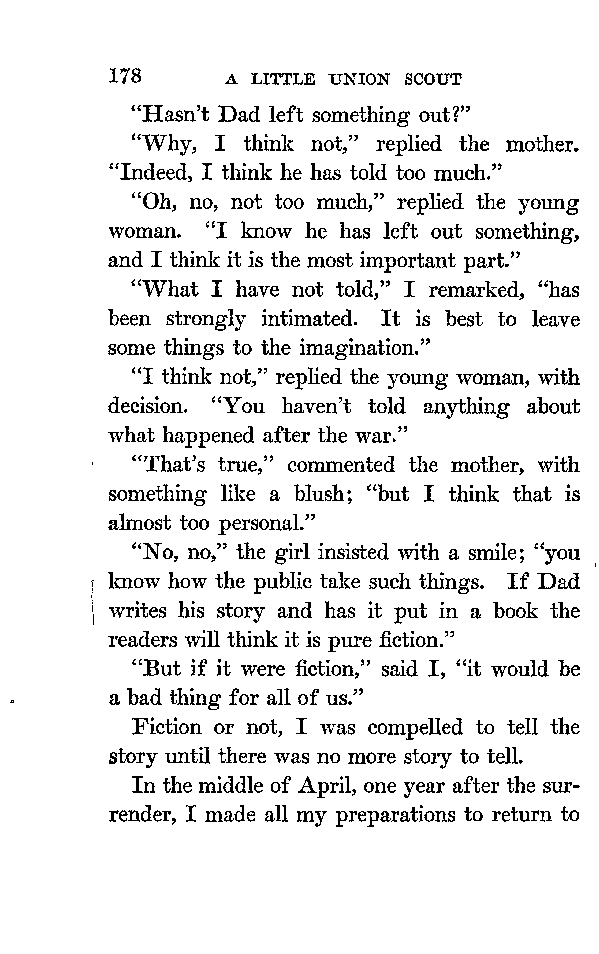 178 A LITTLE UNION SCOUT
“Hasn’t Dad left something out?”
“Why, I think not,” replied the mother.
“Indeed, I think he has told too much.”
“Oh, no, not too much,” replied the young
woman. “I know he has left out something,
and I think it is the most important part.”
“What I have not told,” I remarked, “has
been strongly intimated. It is best to leave
some things to the imagination.”
“I think not,” replied the young woman, with
decision. “You haven’t told anything about
what happened after the war.”
“That’s true,” commented the mother, with
something like a blush; “but I think that is
almost too personal.”
“No, no,” the girl insisted with a smile; “you
know how the public take such things. If Dad
writes his story and has it put in a book the
readers will think it is pure fiction.”
“But if it were fiction,” said I, “it would be
a bad thing for all of us.”
Fiction or not, I was compelled to tell the
story until there was no more story to tell.
In the middle of April, one year after the sur-
render, I made all my preparations to return to